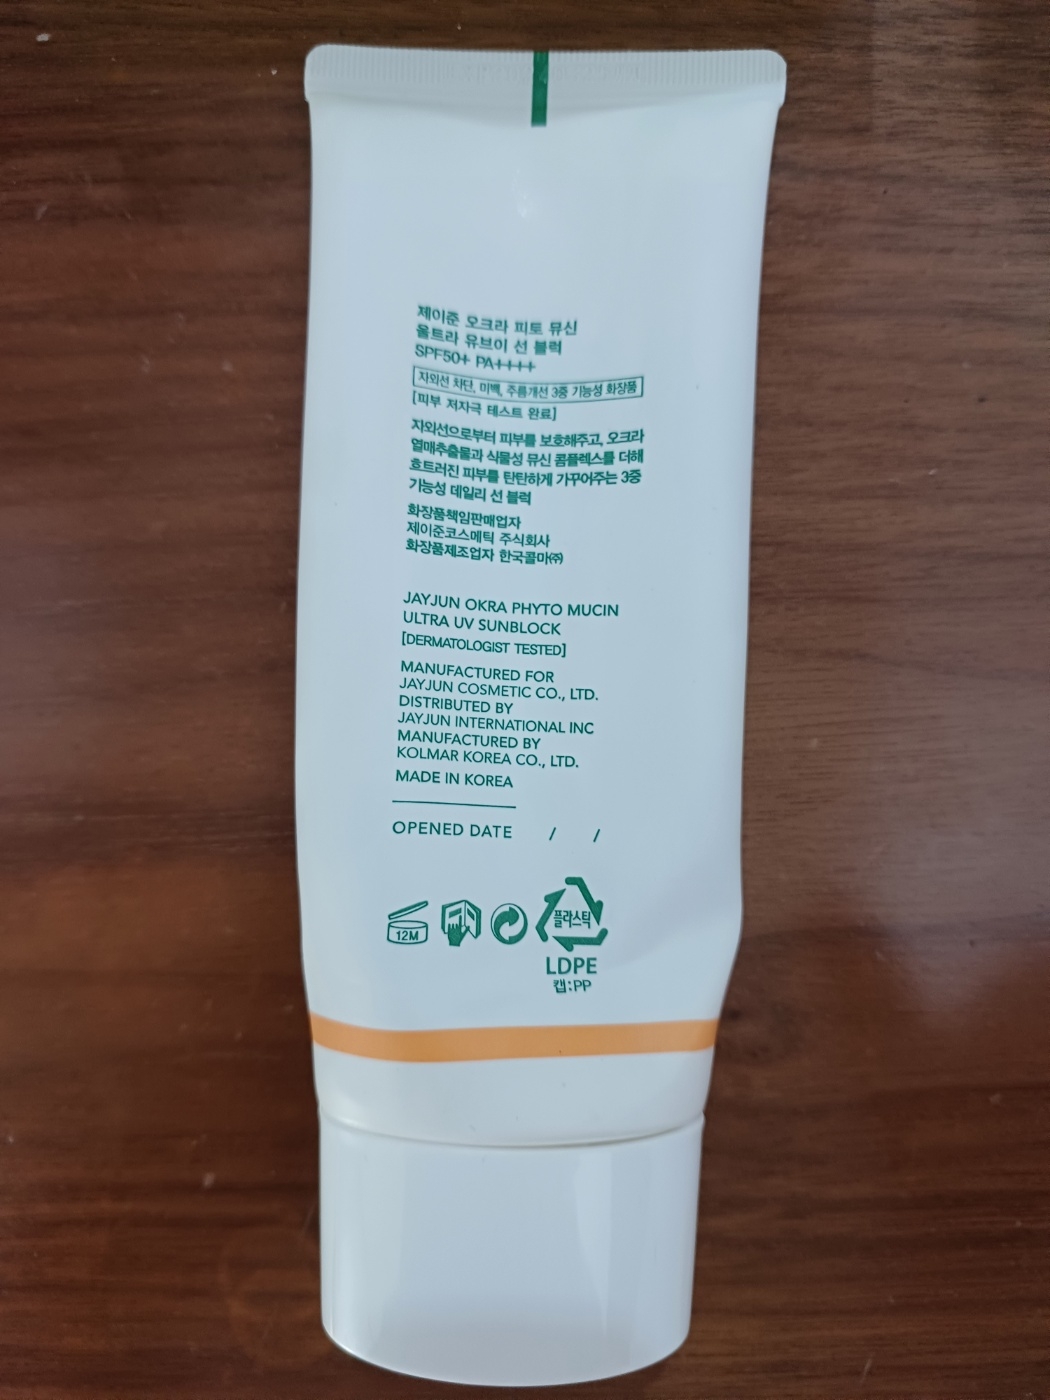 제이준 오크라 피토 뮤신
울트라 유브이 선 블럭
SPF50+ PA++++
자외선 차단, 미백, 주름개선 3중 기능성 화장품
[피부 저자극 테스트 완료]
자외선으로부터 피부를 보호해주고, 오크라
열매추출물과 식물성 뮤신 콤플렉스를 더해
흐트러진 피부를 탄탄하게 가꾸어주는 3중
기능성 데일리 선 블럭
화장품책임판매업자
제이준코스메틱 주식회사
화장품제조업자 한국콜마㈜
JAYJUN OKRA PHYTO MUCIN
ULTRA UV SUNBLOCK
[DERMATOLOGIST TESTED]
MANUFACTURED FOR
JAYJUN COSMETIC CO., LTD.
DISTRIBUTED BY
JAYJUN INTERNATIONAL INC
MANUFACTURED BY
KOLMAR KOREA CO., LTD.
MADE IN KOREA
OPENED DATE / /
12M
플라스틱
LDPE
캡:PP